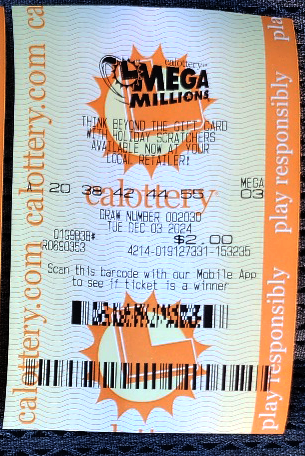 calottery
MEGA
MILLIONS
THINK BEYOND THE GIFT CARD
WITH HOLIDAY SCRATCHERS
AVAILABLE NOW AT YOUR
LOCAL RETAILER!
MEGA
20 38 42 44 55 03
calottery
DRAW NUMBER 002030
TUE DEC 03 2024
$2.00
4214-019127331-153235
Scan this barcode with our Mobile App
to see if ticket is a winner
calottery.com calottery.com ca
play responsibly play responsibly pla